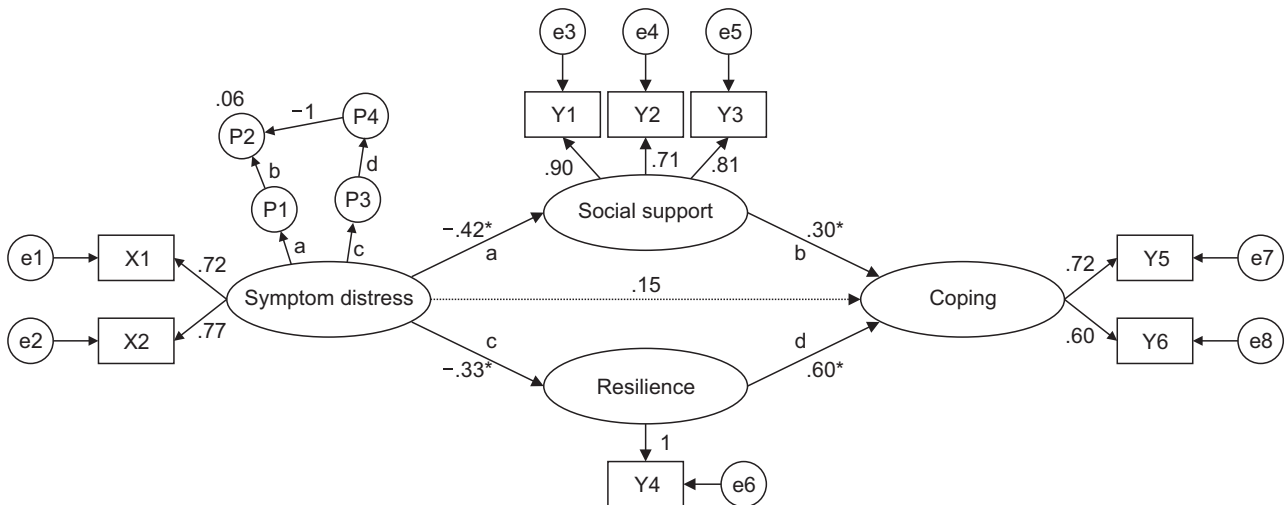 e3
e4
e5
.06
P2
−1
P4
Y1
Y2
Y3
b
d
.90
.71
.81
P1
P3
Social support
a
c
−.42*
a
.30*
b
e1
X1
.72
X2
e2
.77
Symptom distress
.15
Coping
.72
Y5
e7
.60
Y6
e8
c
−.33*
d
.60*
Resilience
1
Y4
e6